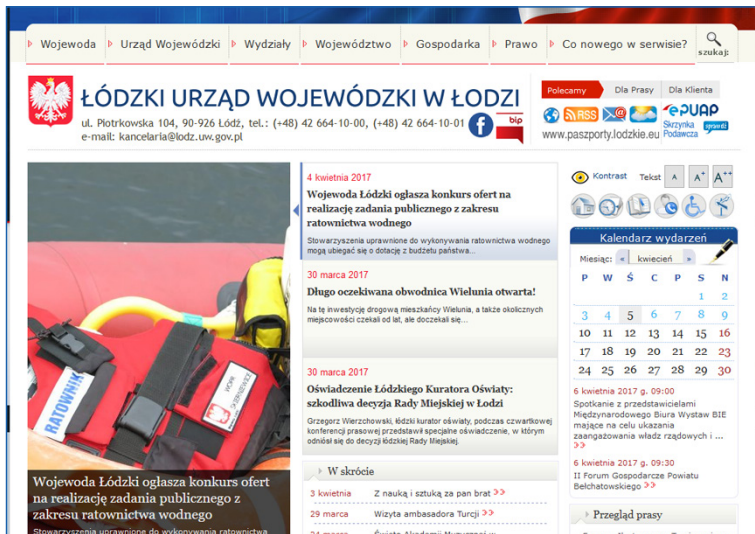 Wojewoda
Urząd Wojewódzki
Wydziały
Województwo
Gospodarka
Prawo
Co nowego w serwisie?
szukaj:
ŁÓDZKI URZĄD WOJEWÓDZKI W ŁODZI
ul. Piotrkowska 104, 90-926 Łódź, tel.: (+48) 42 664-10-00, (+48) 42 664-10-01
e-mail: kancelaria@lodz.uw.gov.pl
f
bip
Polecamy
Dla Prasy
Dla Klienta
RSS
ePUAP
www.paszporty.lodzkie.eu
Skrzynka
Podawcza
sprawdź
RATOWNIK
Wojewoda Łódzki ogłasza konkurs ofert
na realizację zadania publicznego z
zakresu ratownictwa wodnego
Stowarzyszenia uprawnione do wykonywania ratownictwa
4 kwietnia 2017
Wojewoda Łódzki ogłasza konkurs ofert na
realizację zadania publicznego z zakresu
ratownictwa wodnego
Stowarzyszenia uprawnione do wykonywania ratownictwa wodnego
mogą ubiegać się o dotację z budżetu państwa...
30 marca 2017
Długo oczekiwana obwodnica Wielunia otwarta!
Na tę inwestycję drogową mieszkańcy Wielunia, a także okolicznych
miejscowości czekali od lat, ale doczekali się...
30 marca 2017
Oświadczenie Łódzkiego Kuratora Oświaty:
szkodliwa decyzja Rady Miejskiej w Łodzi
Grzegorz Wierzchowski, łódzki kurator oświaty, podczas czwartkowej
konferencji prasowej przedstawił specjalne oświadczenie, w którym
odniósł się do decyzji łódzkiej Rady Miejskiej.
W skrócie
3 kwietnia Z nauką i sztuką za pan brat >>
29 marca Wizyta ambasadora Turcji >>
Kontrast Tekst A A+ A++
Kalendarz wydarzeń
Miesiąc: « kwiecień »
P W Ś C P S N
1 2
3 4 5 6 7 8 9
10 11 12 13 14 15 16
17 18 19 20 21 22 23
24 25 26 27 28 29 30
6 kwietnia 2017 g. 09:00
Spotkanie z przedstawicielami
Międzynarodowego Biura Wystaw BIE
mające na celu ukazania
zaangażowania władz rządowych i ...
>>
6 kwietnia 2017 g. 09:30
II Forum Gospodarcze Powiatu
Bełchatowskiego >>
Przegląd prasy